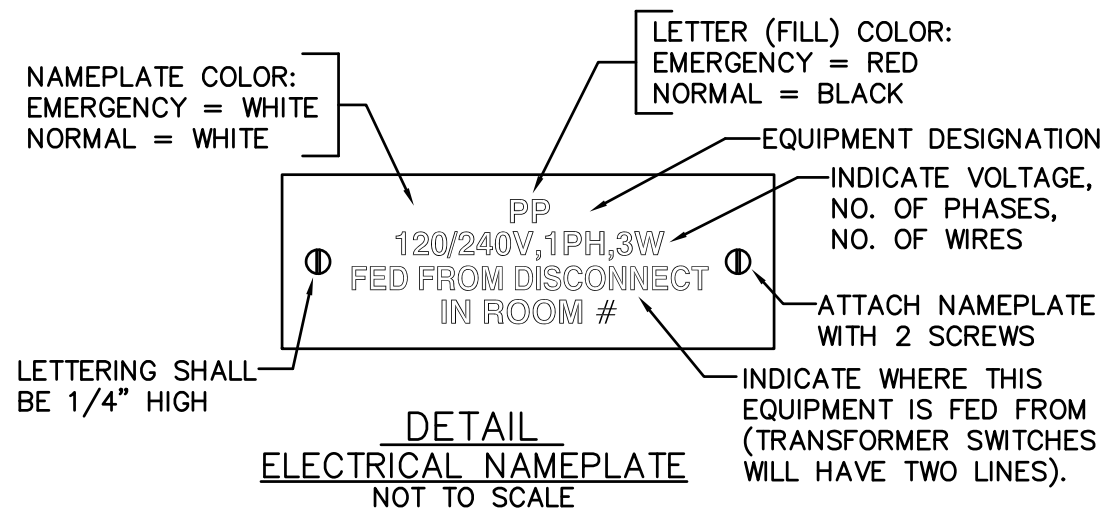 NAMEPLATE COLOR:
EMERGENCY = WHITE
NORMAL = WHITE
LETTER (FILL) COLOR:
EMERGENCY = RED
NORMAL = BLACK
EQUIPMENT DESIGNATION
INDICATE VOLTAGE,
NO. OF PHASES,
NO. OF WIRES
PP
120/240V,1PH,3W
FED FROM DISCONNECT
IN ROOM #
ATTACH NAMEPLATE
WITH 2 SCREWS
LETTERING SHALL
BE 1/4" HIGH
INDICATE WHERE THIS
EQUIPMENT IS FED FROM
(TRANSFORMER SWITCHES
WILL HAVE TWO LINES).
DETAIL
ELECTRICAL NAMEPLATE
NOT TO SCALE